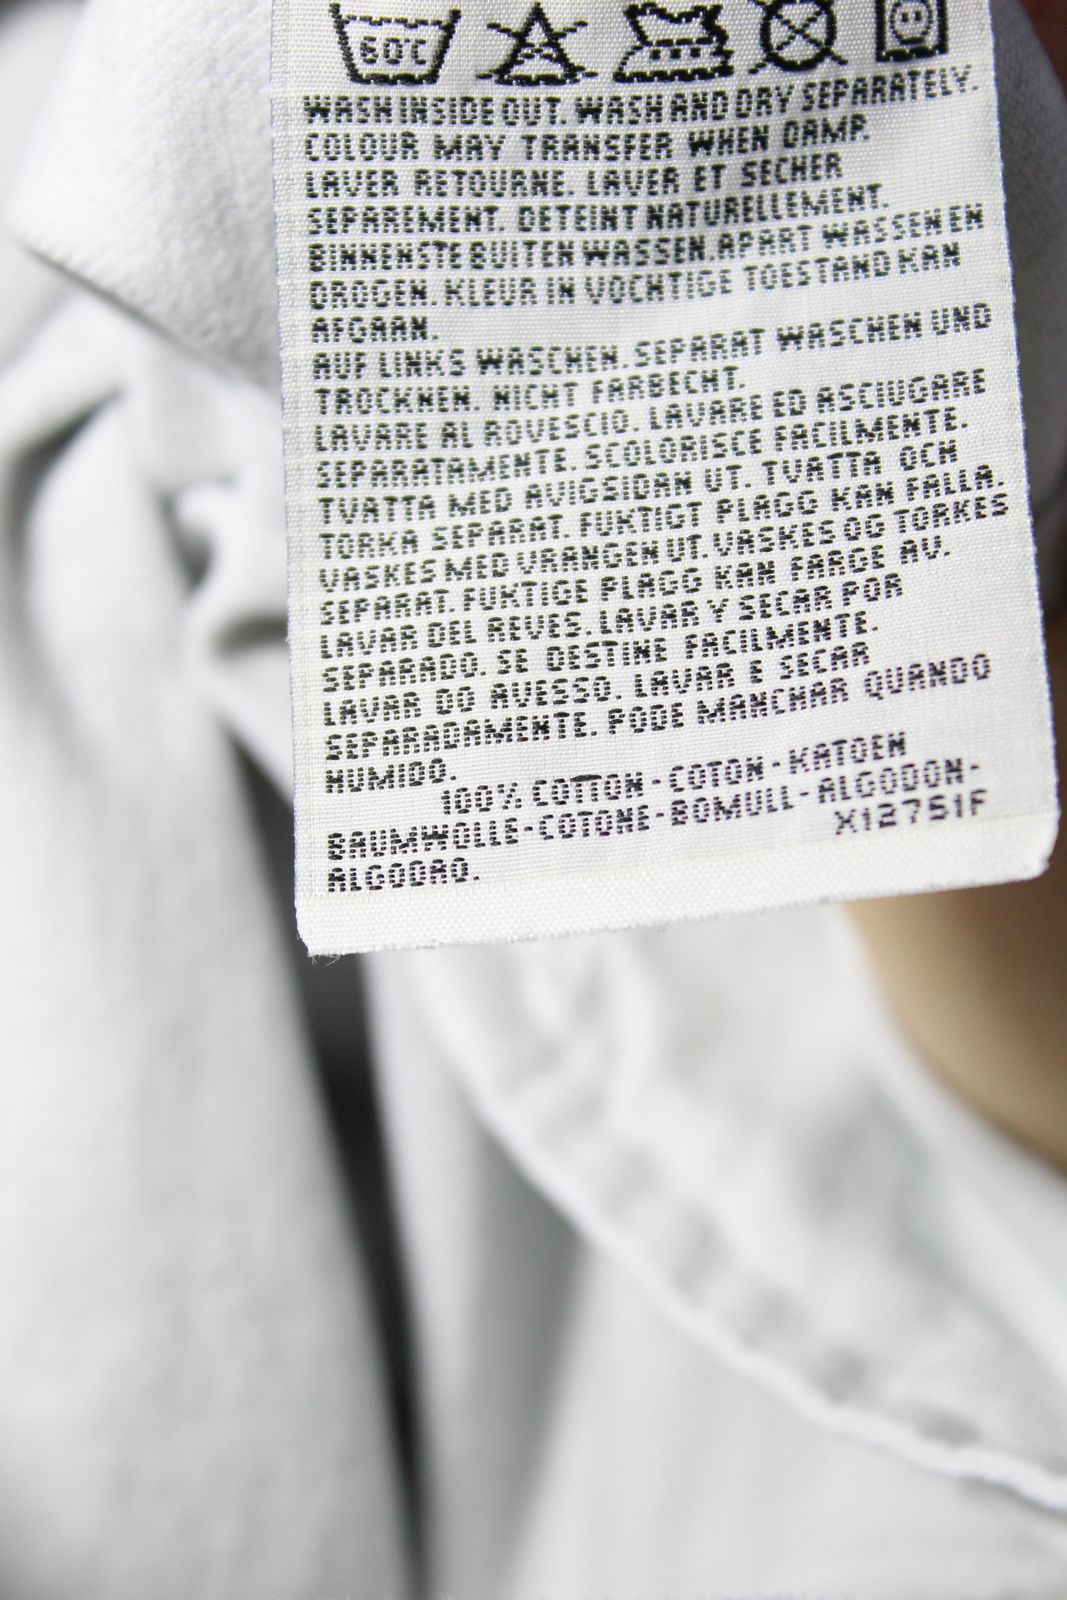 60°C
WASH INSIDE OUT. WASH AND DRY SEPARATELY.
COLOUR MAY TRANSFER WHEN DAMP.
LAVER RETOURNE. LAVER ET SECHER
SEPAREMENT. DETEINT NATURELLEMENT.
BINNENSTE BUITEN WASSEN.APART WASSEN EN
DROGEN. KLEUR IN VOCHTIGE TOESTAND KAN
AFGAAN.
AUF LINKS WASCHEN. SEPARAT WASCHEN UND
TROCKNEN. NICHT FARBECHT.
LAVARE AL ROVESCIO. LAVARE ED ASCIUGARE
SEPARATAMENTE. SCOLORISCE FACILMENTE.
TVATTA MED AVIGSIDAN UT. TVATTA OCH
TORKA SEPARAT. FUKTIGT PLAGG KAN FALLA.
VASKES MED VRANGEN UT. VASKES OG TORKES
SEPARAT. FUKTIGE PLAGG KAN FARGE AV.
LAVAR DEL REVES. LAVAR Y SECAR POR
SEPARADO. SE DESTINE FACILMENTE.
LAVAR DO AVESSO. LAVAR E SECAR
SEPARADAMENTE. PODE MANCHAR QUANDO
HUMIDO.
100% COTTON - COTON - KATOEN
BAUMWOLLE-COTONE-BOMULL-ALGODON-
ALGODAO.
X12751F